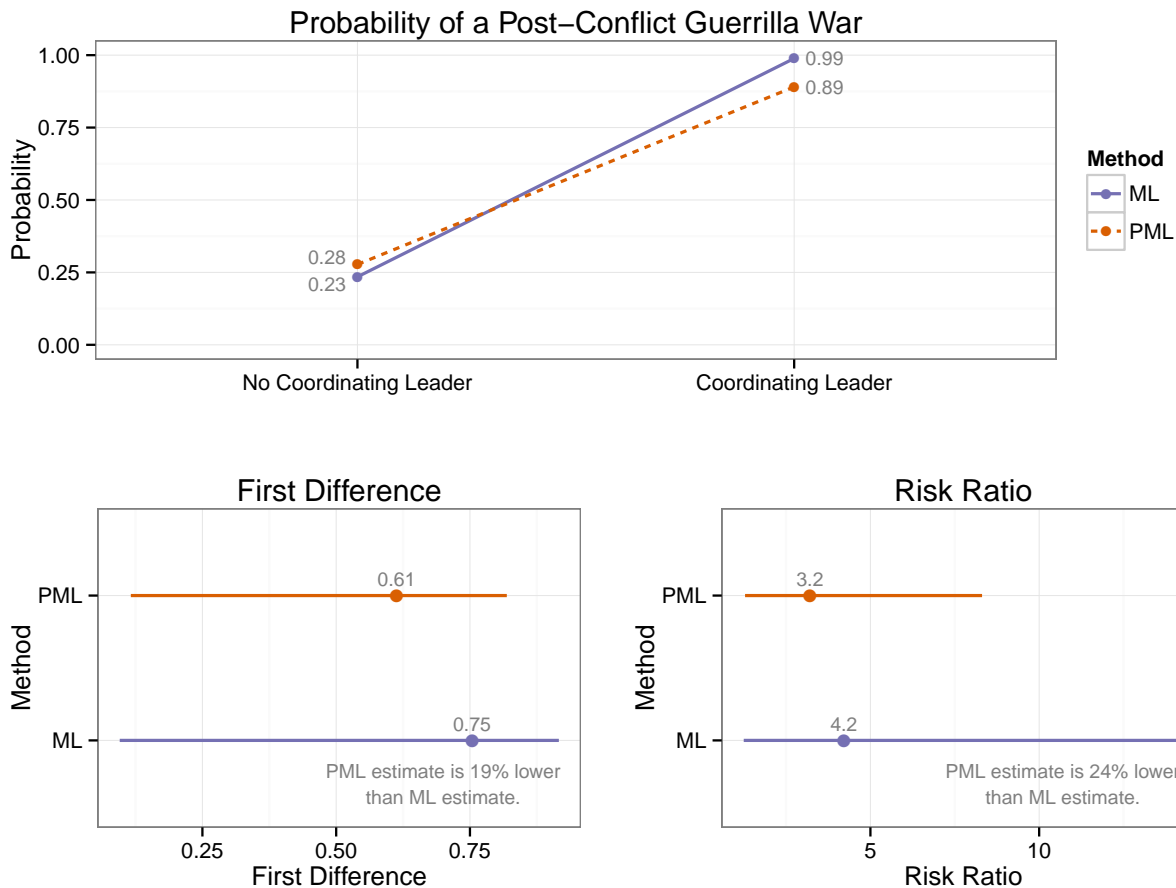 Probability of a Post−Conflict Guerrilla War
1.00
0.75
0.50
0.25
0.00
Probability
0.99
0.89
0.28
0.23
No Coordinating Leader
Coordinating Leader
Method
ML
PML
First Difference
PML
ML
Method
0.61
0.75
PML estimate is 19% lower
than ML estimate.
0.25
0.50
0.75
First Difference
Risk Ratio
PML
ML
Method
3.2
4.2
PML estimate is 24% lower
than ML estimate.
5
10
Risk Ratio